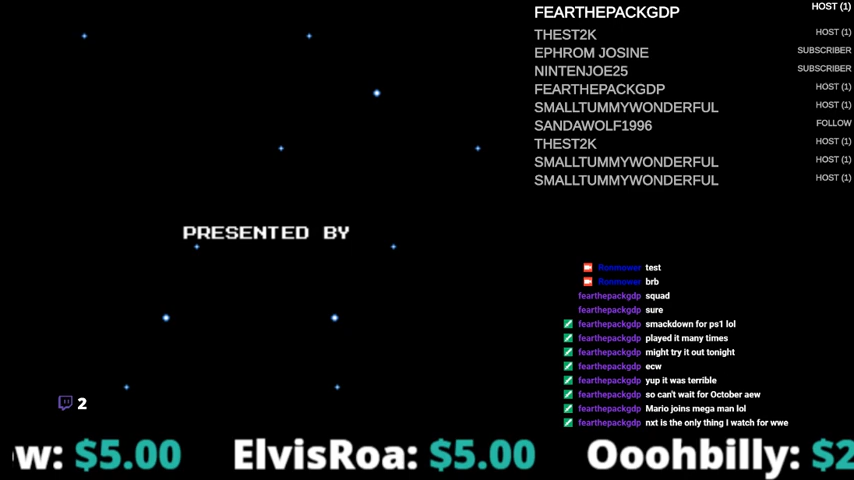 FEARTHEPACKGDP HOST (1)
THEST2K HOST (1)
EPHROM JOSINE SUBSCRIBER
NINTENJOE25 SUBSCRIBER
FEARTHEPACKGDP HOST (1)
SMALLTUMMYWONDERFUL HOST (1)
SANDAWOLF1996 FOLLOW
THEST2K HOST (1)
SMALLTUMMYWONDERFUL HOST (1)
SMALLTUMMYWONDERFUL HOST (1)
PRESENTED BY
Ronmower test
Ronmower brb
fearthepackgdp squad
fearthepackgdp sure
fearthepackgdp smackdown for ps1 lol
fearthepackgdp played it many times
fearthepackgdp might try it out tonight
fearthepackgdp ecw
fearthepackgdp yup it was terrible
fearthepackgdp so can't wait for October aew
fearthepackgdp Mario joins mega man lol
fearthepackgdp nxt is the only thing I watch for wwe
2
w: $5.00 ElvisRoa: $5.00 Ooohbilly: $2